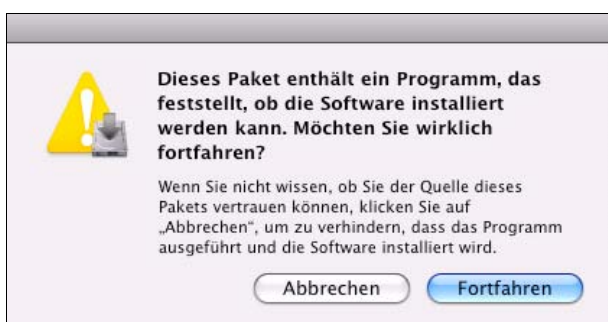 Dieses Paket enthält ein Programm, das
feststellt, ob die Software installiert
werden kann. Möchten Sie wirklich
fortfahren?
Wenn Sie nicht wissen, ob Sie der Quelle dieses
Pakets vertrauen können, klicken Sie auf
„Abbrechen“, um zu verhindern, dass das Programm
ausgeführt und die Software installiert wird.
Abbrechen Fortfahren